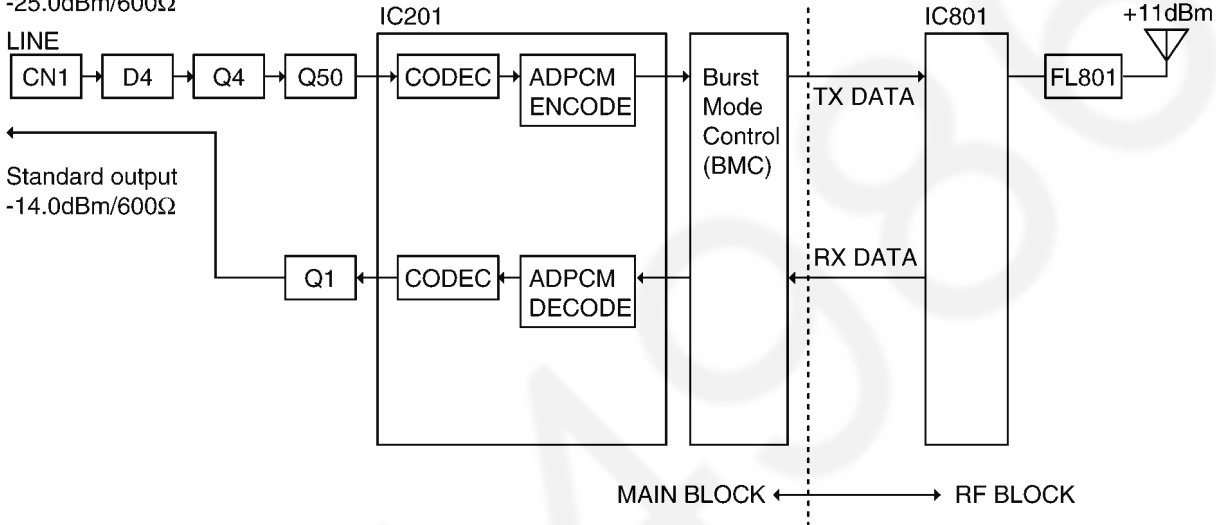 -25.0dBm/600Ω
IC201
IC801
+11dBm
LINE
CN1
D4
Q4
Q50
CODEC
ADPCM
ENCODE
Burst
Mode
Control
(BMC)
TX DATA
FL801
Standard output
-14.0dBm/600Ω
RX DATA
Q1
CODEC
ADPCM
DECODE
MAIN BLOCK
RF BLOCK